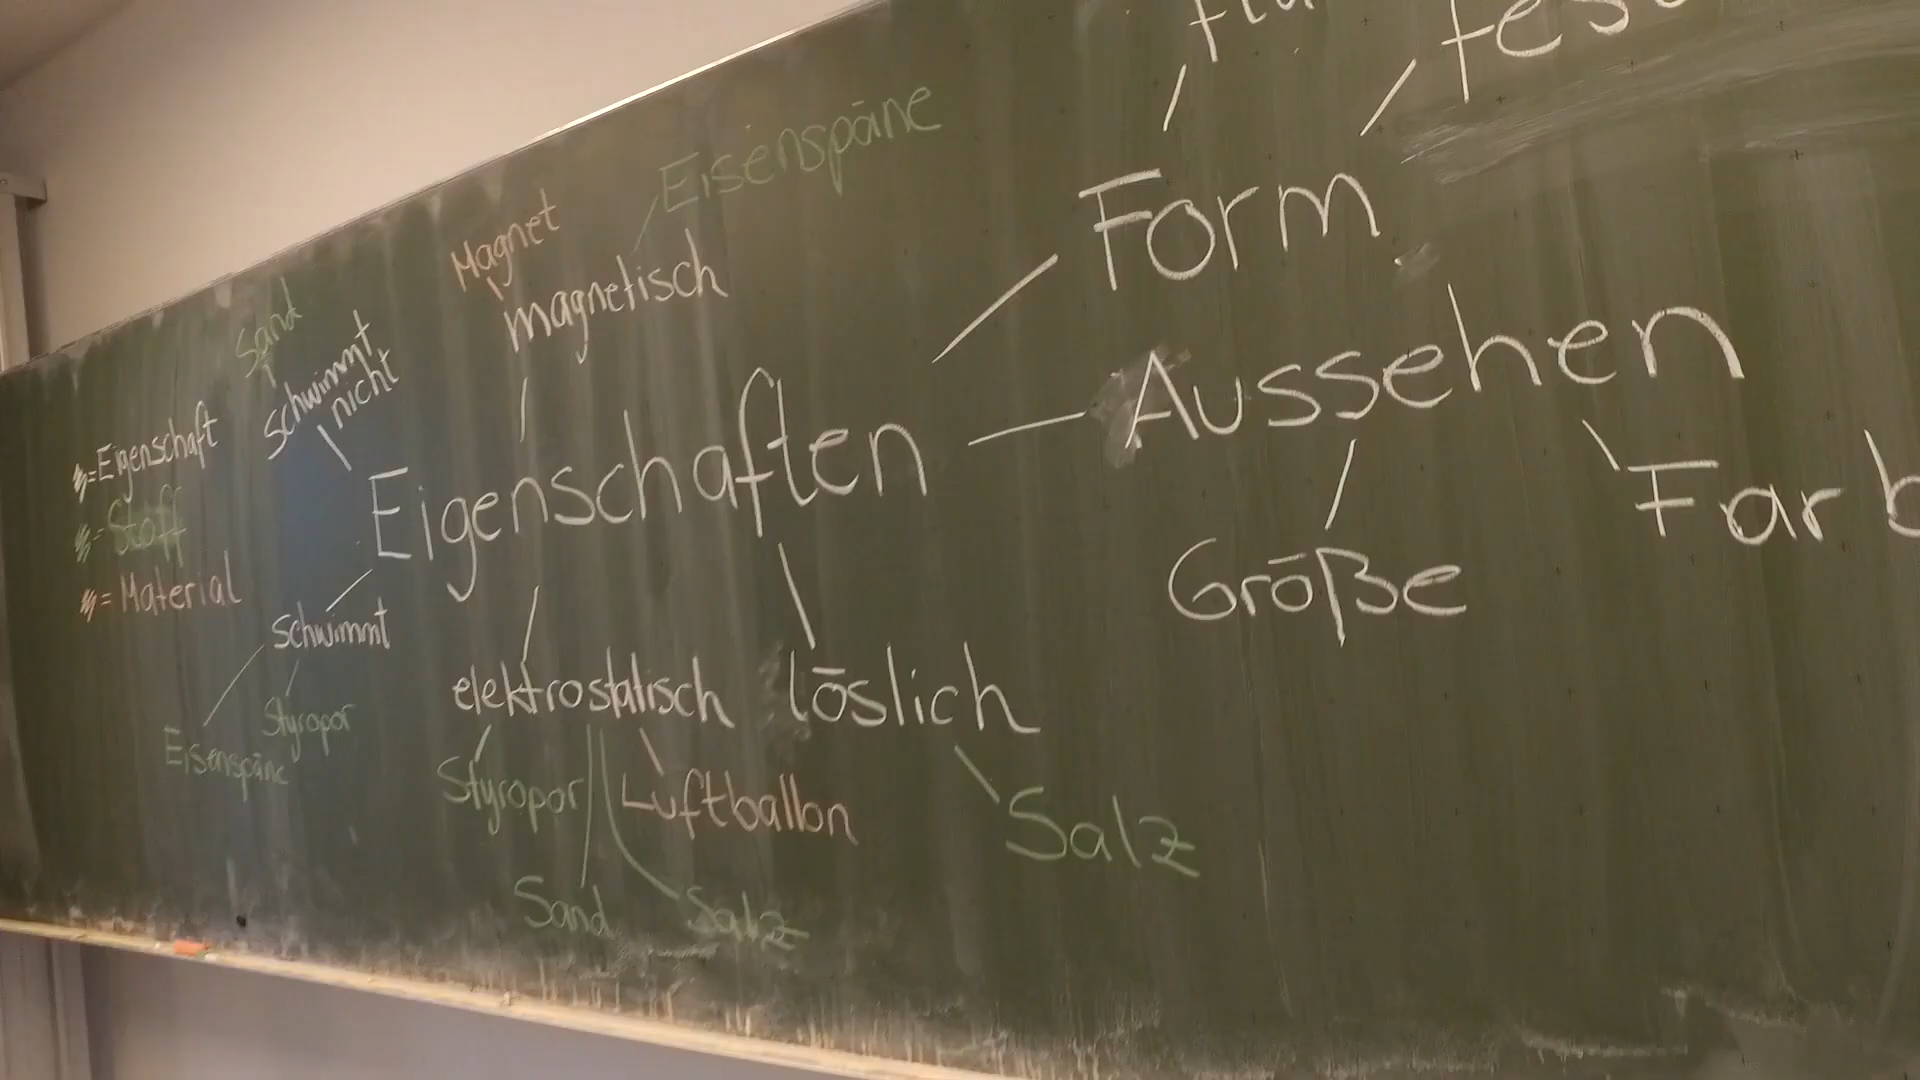 Eisenspäne
Form
Magnet
magnetisch
Sand
schwimmt
nicht
Aussehen
Eigenschaften
=Eigenschaft
=Stoff
=Material
Größe
schwimmt
elektrostatisch
löslich
Styropor
Eisenspäne
Styropor
Luftballon
Salz
Sand
Salz